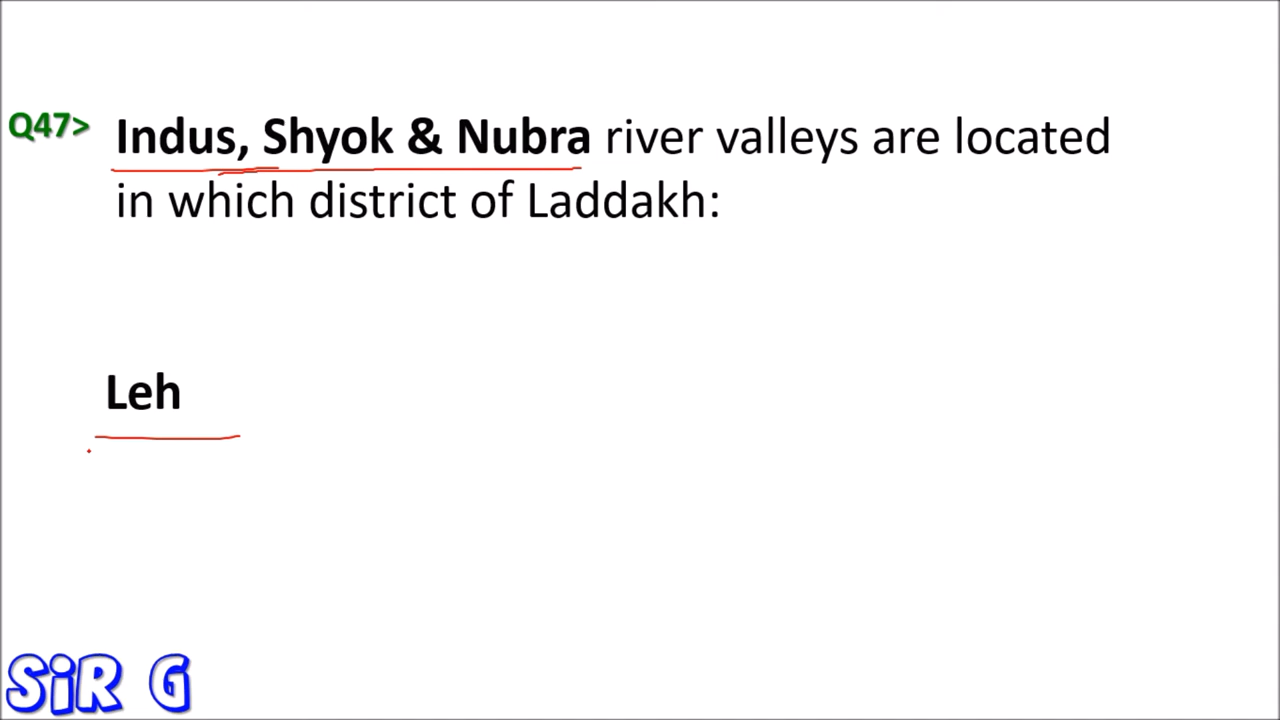 Q47> Indus, Shyok & Nubra river valleys are located
in which district of Laddakh:
Leh
SiR G